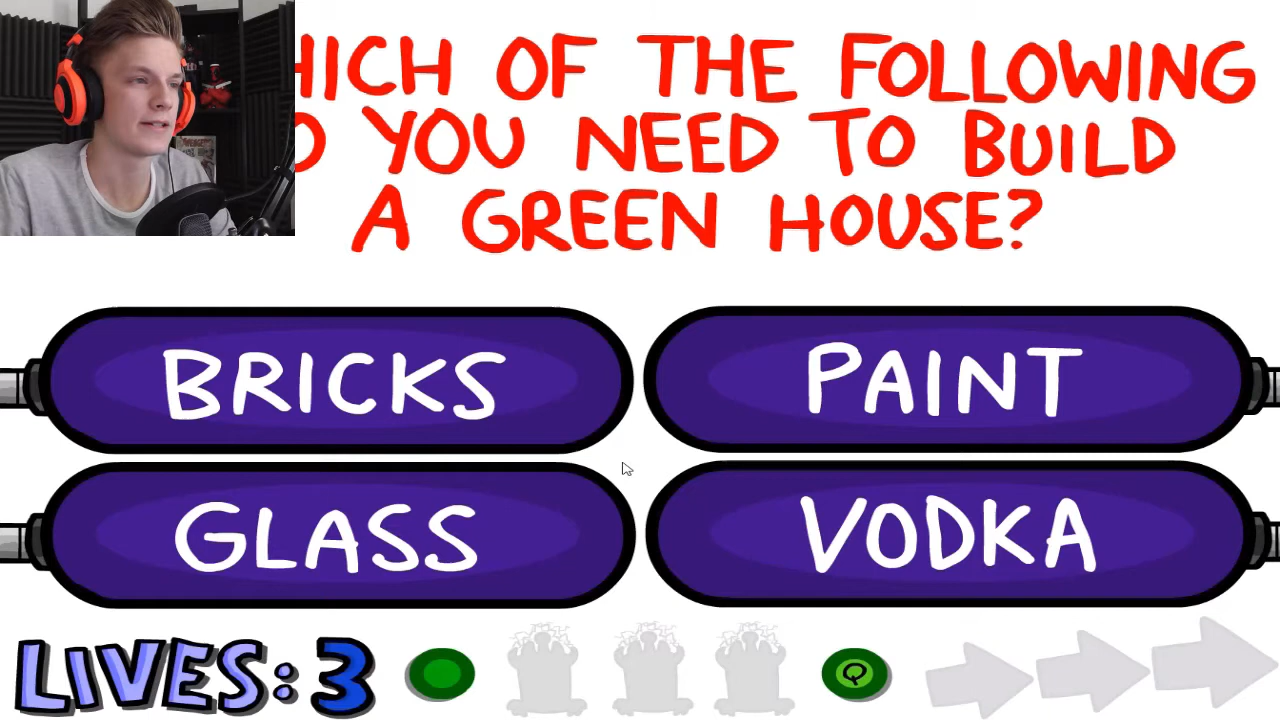 HICH OF THE FOLLOWING
O YOU NEED TO BUILD
A GREEN HOUSE?
BRICKS
PAINT
GLASS
VODKA
LIVES: 3
Q